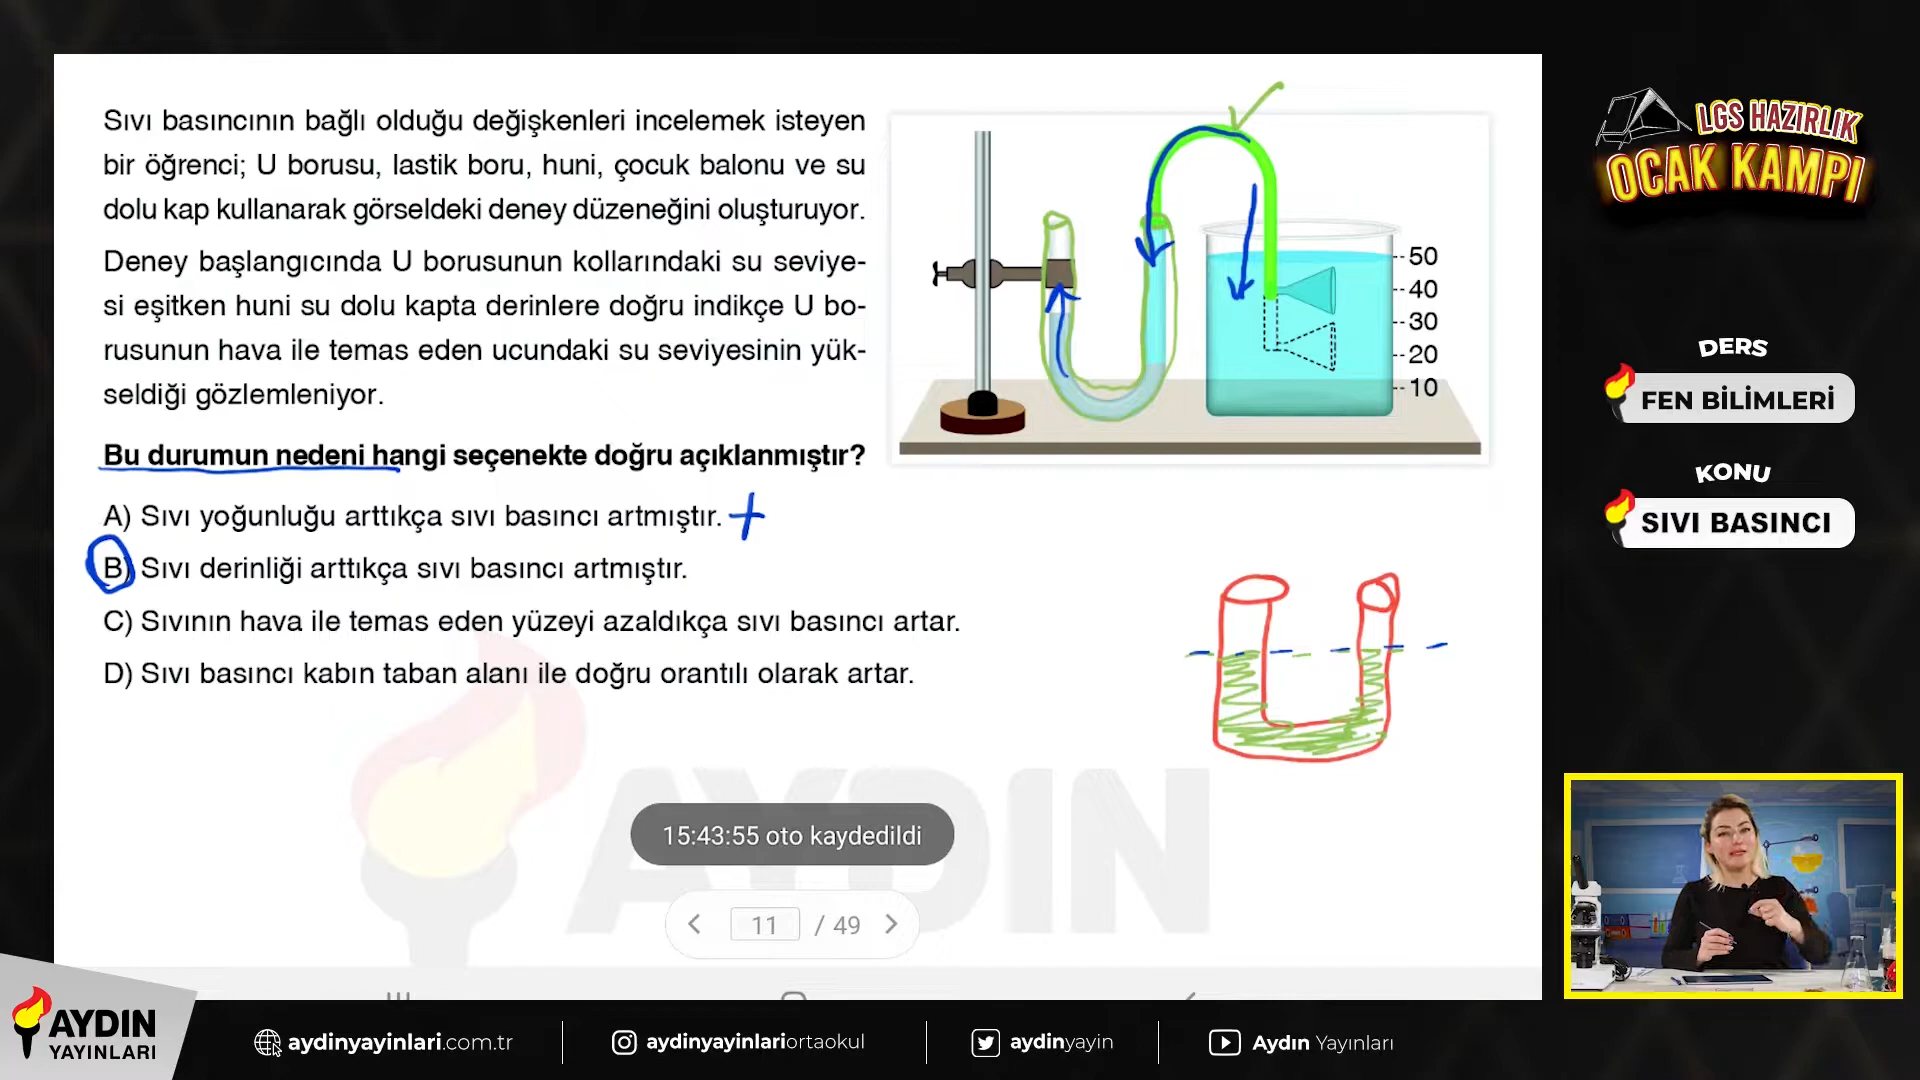 Sıvı basıncının bağlı olduğu değişkenleri incelemek isteyen
bir öğrenci; U borusu, lastik boru, huni, çocuk balonu ve su
dolu kap kullanarak görseldeki deney düzeneğini oluşturuyor.
Deney başlangıcında U borusunun kollarındaki su seviye-
si eşitken huni su dolu kapta derinlere doğru indikçe U bo-
rusunun hava ile temas eden ucundaki su seviyesinin yük-
seldiği gözlemleniyor.
Bu durumun nedeni hangi seçenekte doğru açıklanmıştır?
A) Sıvı yoğunluğu arttıkça sıvı basıncı artmıştır.
B) Sıvı derinliği arttıkça sıvı basıncı artmıştır.
C) Sıvının hava ile temas eden yüzeyi azaldıkça sıvı basıncı artar.
D) Sıvı basıncı kabın taban alanı ile doğru orantılı olarak artar.
50
40
30
20
10
AYDIN
15:43:55 oto kaydedildi
11 / 49
LGS HAZIRLIK
OCAK KAMPI
DERS
FEN BİLİMLERİ
KONU
SIVI BASINCI
AYDIN
YAYINLARI
aydinyayinlari.com.tr
aydinyayinlariortaokul
aydinyayin
Aydın Yayınları